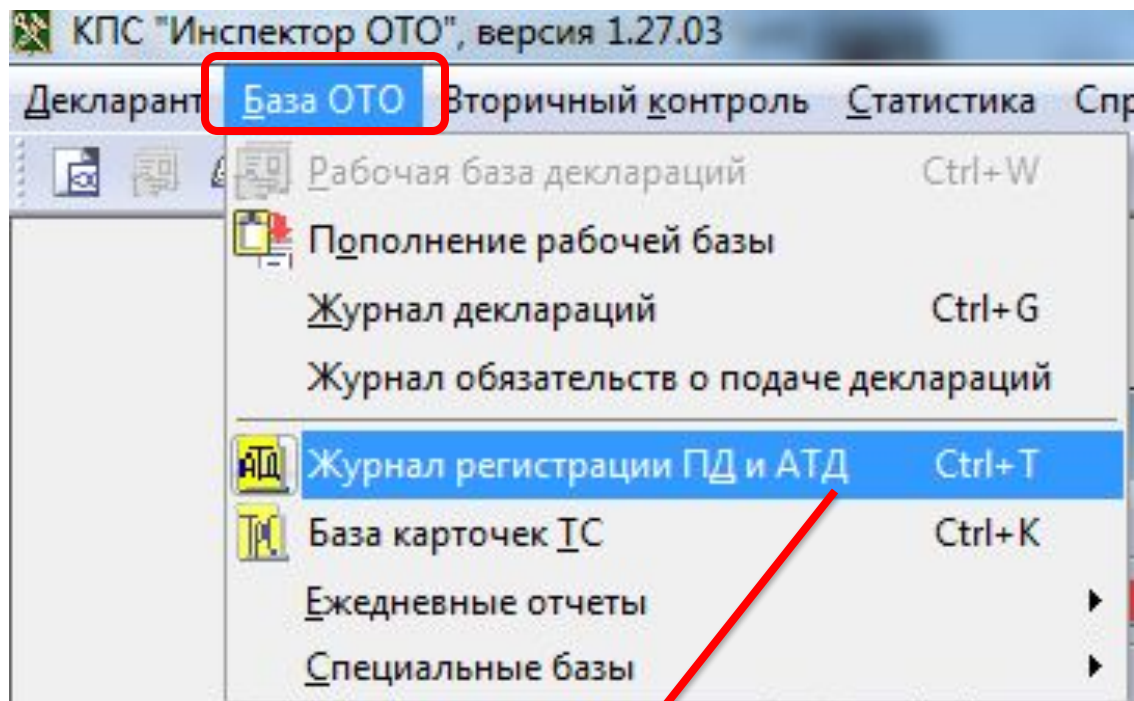 КПС "Инспектор ОТО", версия 1.27.03
Декларант База ОТО Вторичный контроль Статистика Спр
Рабочая база деклараций Ctrl+W
Пополнение рабочей базы
Журнал деклараций Ctrl+G
Журнал обязательств о подаче деклараций
АТД Журнал регистрации ПД и АТД Ctrl+T
База карточек ТС Ctrl+K
Ежедневные отчеты
Специальные базы